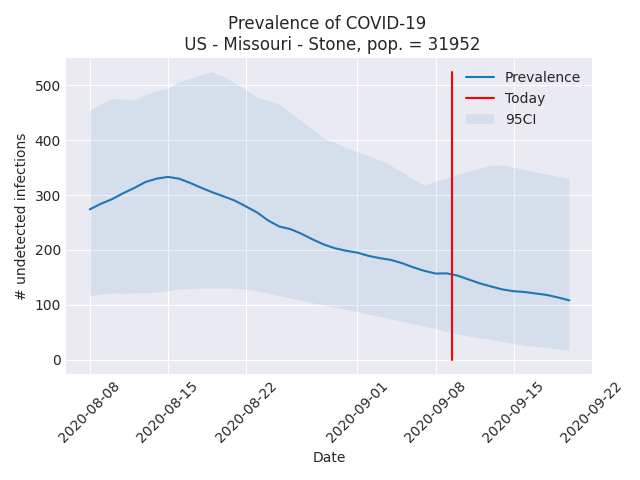 Prevalence of COVID-19
US - Missouri - Stone, pop. = 31952
Prevalence
Today
95CI
500
400
300
200
100
0
# undetected infections
2020-08-08
2020-08-15
2020-08-22
2020-09-01
2020-09-08
2020-09-15
2020-09-22
Date